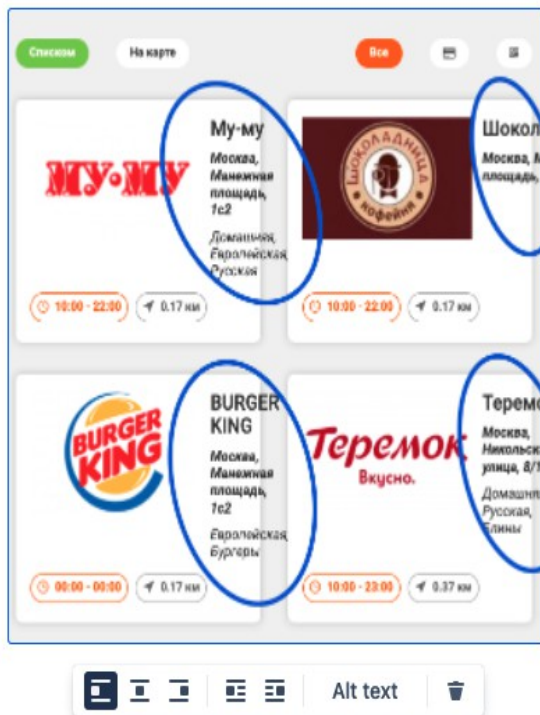 Списком
На карте
Все
Му-му
Москва,
Манежная
площадь,
1с2
Домашняя,
Европейская,
Русская
МУ•МУ
10:00 - 22:00
0.17 км
Шокол
Москва, М
площадь,
ШОКОЛАДНИЦА
кофейня
10:00 - 22:00
0.17 км
BURGER
KING
Москва,
Манежная
площадь,
1с2
Европейская,
Бургеры
BURGER
KING
00:00 - 00:00
0.17 км
Теремо
Москва,
Никольск
улица, 8/1
Домашня
Русская,
Блины
Теремок
Вкусно.
10:00 - 23:00
0.37 км
Alt text